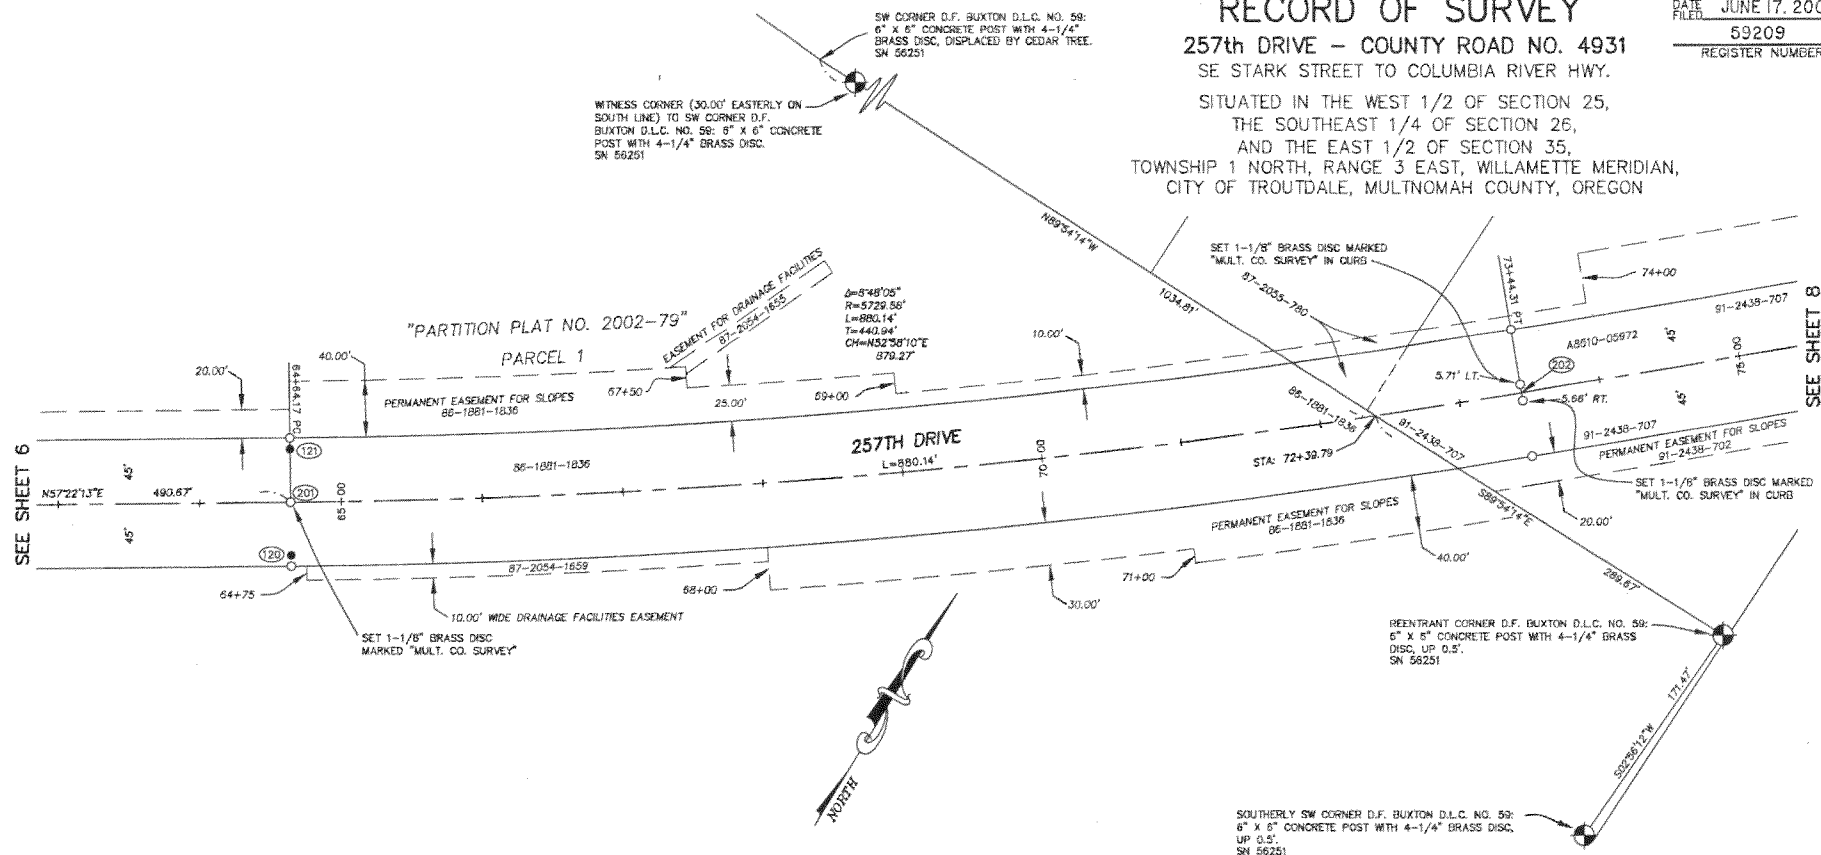 RECORD OF SURVEY
257th DRIVE – COUNTY ROAD NO. 4931
SE STARK STREET TO COLUMBIA RIVER HWY.
SITUATED IN THE WEST 1/2 OF SECTION 25,
THE SOUTHEAST 1/4 OF SECTION 26,
AND THE EAST 1/2 OF SECTION 35,
TOWNSHIP 1 NORTH, RANGE 3 EAST, WILLAMETTE MERIDIAN,
CITY OF TROUTDALE, MULTNOMAH COUNTY, OREGON
DATE
FILED JUNE 17, 200
59209
REGISTER NUMBER
SW CORNER D.F. BUXTON D.L.C. NO. 59:
6" X 6" CONCRETE POST WITH 4-1/4"
BRASS DISC, DISPLACED BY CEDAR TREE.
SN 56251
WITNESS CORNER (30.00' EASTERLY ON
SOUTH LINE) TO SW CORNER D.F.
BUXTON D.L.C. NO. 59: 6" X 6" CONCRETE
POST WITH 4-1/4" BRASS DISC.
SN 56251
N89°54'14"W
1034.81'
SET 1-1/8" BRASS DISC MARKED
"MULT. CO. SURVEY" IN CURB
87-2055-780
73+44.31 PT
74+00
91-2438-707
A8610-05972
45'
75+00
SEE SHEET 8
202
5.71' LT.
5.66' RT.
45'
91-2438-707
PERMANENT EASEMENT FOR SLOPES
91-2438-702
SET 1-1/8" BRASS DISC MARKED
"MULT. CO. SURVEY" IN CURB
20.00'
EASEMENT FOR DRAINAGE FACILITIES
87-2054-1655
Δ=8°48'05"
R=5729.58'
L=880.14'
T=440.94'
CH=N52°58'10"E
879.27'
"PARTITION PLAT NO. 2002-79"
PARCEL 1
40.00'
20.00'
64+64.17 PC
PERMANENT EASEMENT FOR SLOPES
86-1881-1836
67+50
25.00'
69+00
10.00'
86-1881-1836
91-2438-707
STA: 72+39.79
257TH DRIVE
L=880.14'
86-1881-1836
121
SEE SHEET 6
45'
N57°22'13"E 490.67'
201
65+00
70+00
45'
120
PERMANENT EASEMENT FOR SLOPES
86-1881-1836
S89°54'14"E
40.00'
289.67'
64+75
87-2054-1659
68+00
71+00
30.00'
10.00' WIDE DRAINAGE FACILITIES EASEMENT
SET 1-1/8" BRASS DISC
MARKED "MULT. CO. SURVEY"
NORTH
REENTRANT CORNER D.F. BUXTON D.L.C. NO. 59:
6" X 6" CONCRETE POST WITH 4-1/4" BRASS
DISC, UP 0.5'.
SN 56251
171.47'
S02°56'12"W
SOUTHERLY SW CORNER D.F. BUXTON D.L.C. NO. 59:
6" X 6" CONCRETE POST WITH 4-1/4" BRASS DISC,
UP 0.5'.
SN 56251